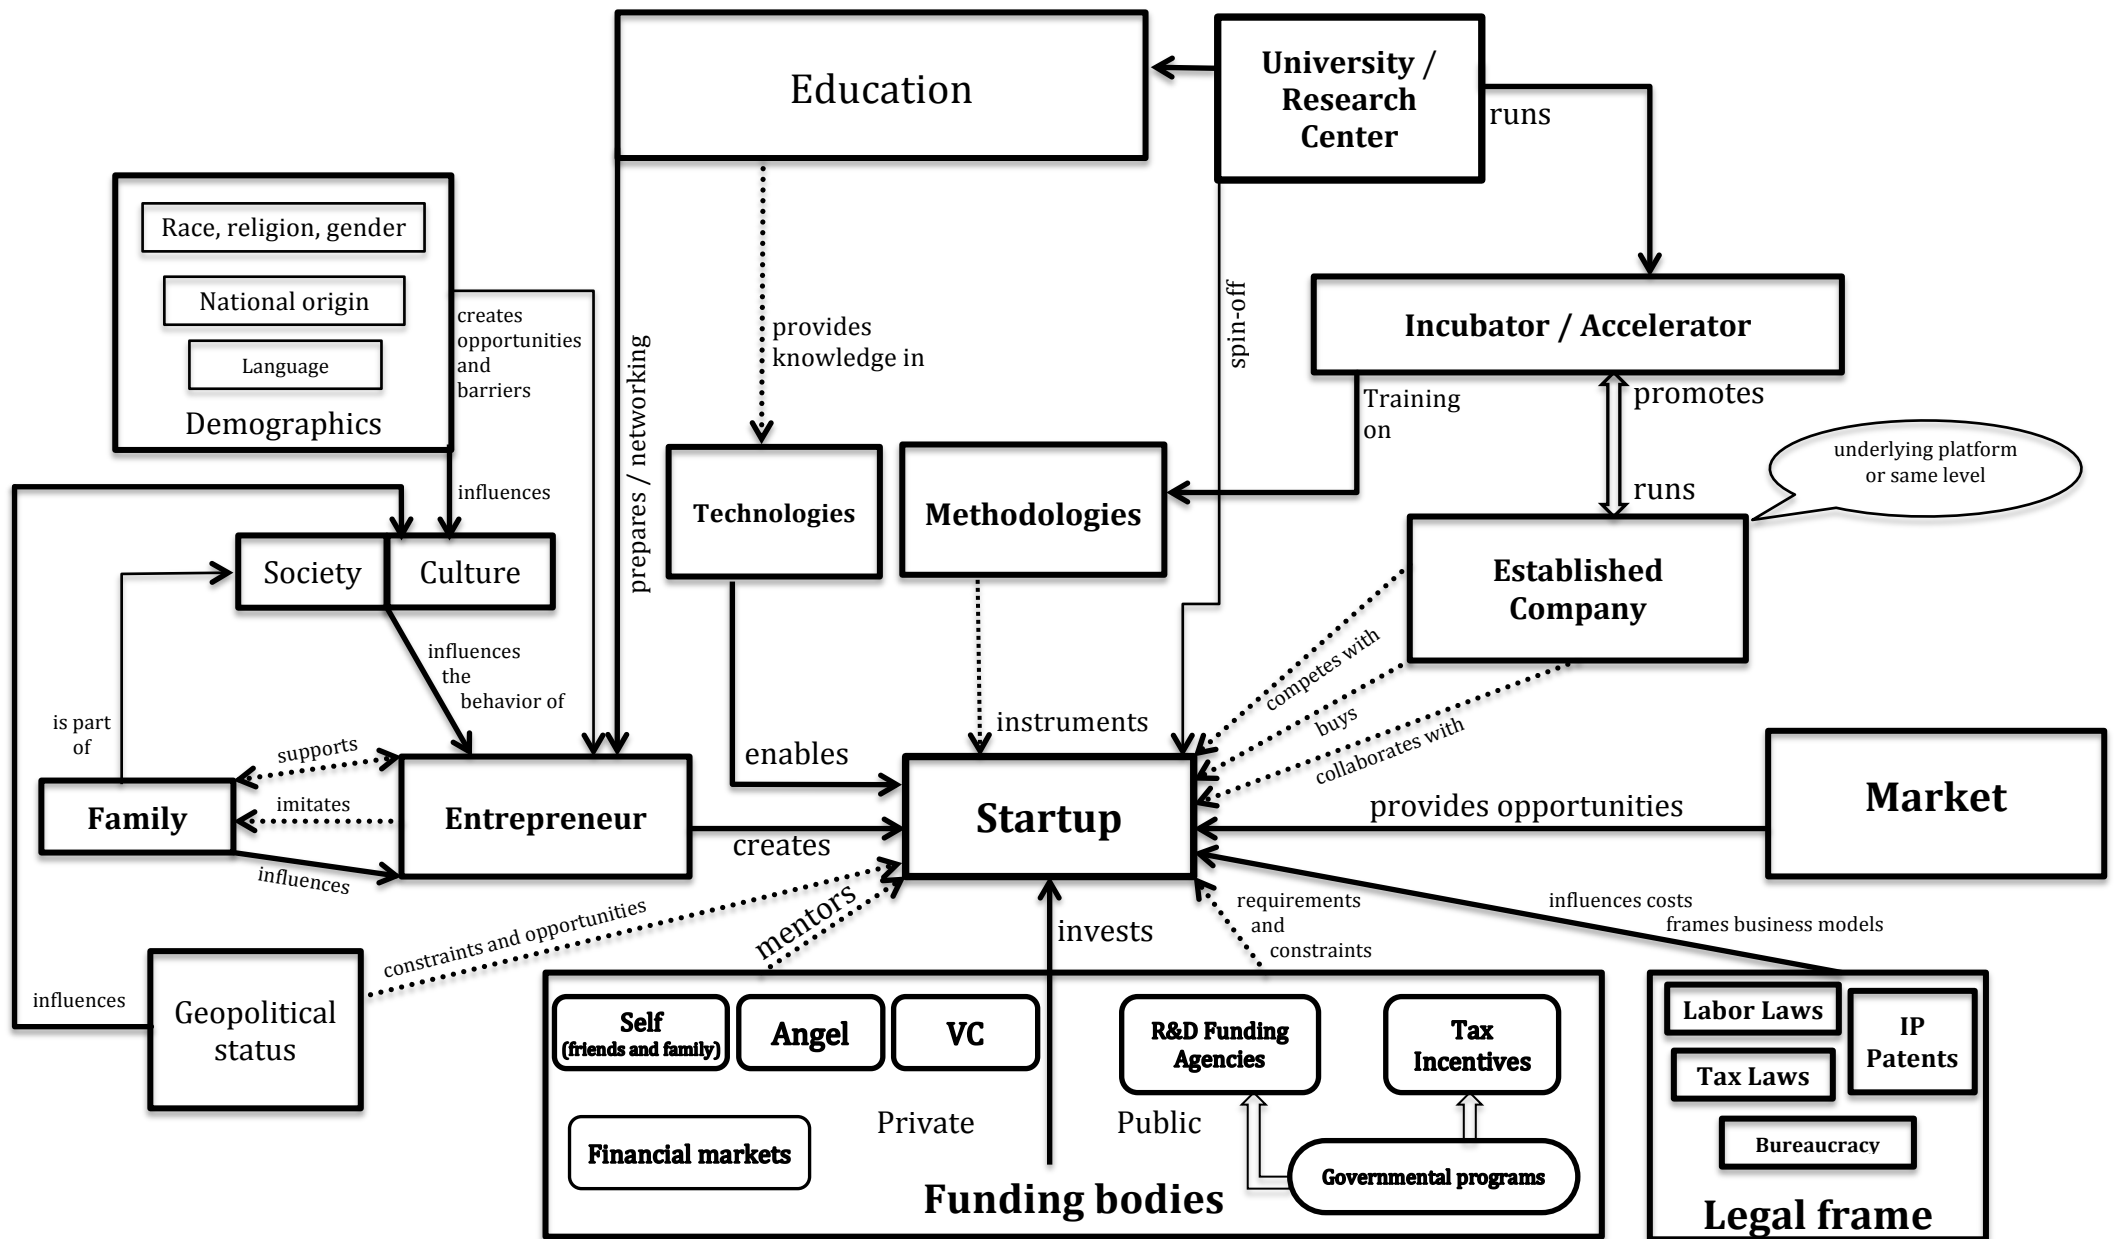 Education
University /
Research
Center
runs
Race, religion, gender
National origin
Language
Demographics
creates
opportunities
and
barriers
influences
prepares / networking
provides
knowledge in
spin-off
Incubator / Accelerator
Training
on
promotes
runs
underlying platform
or same level
Technologies
Methodologies
Established
Company
Society
Culture
influences
the
behavior of
is part
of
supports
imitates
influences
Family
Entrepreneur
creates
enables
instruments
Startup
competes with
buys
collaborates with
provides opportunities
Market
constraints and opportunities
mentors
invests
requirements
and
constraints
influences costs
frames business models
influences
Geopolitical
status
Self
(friends and family)
Angel
VC
R&D Funding
Agencies
Tax
Incentives
Private
Public
Financial markets
Governmental programs
Funding bodies
Labor Laws
IP
Patents
Tax Laws
Bureaucracy
Legal frame